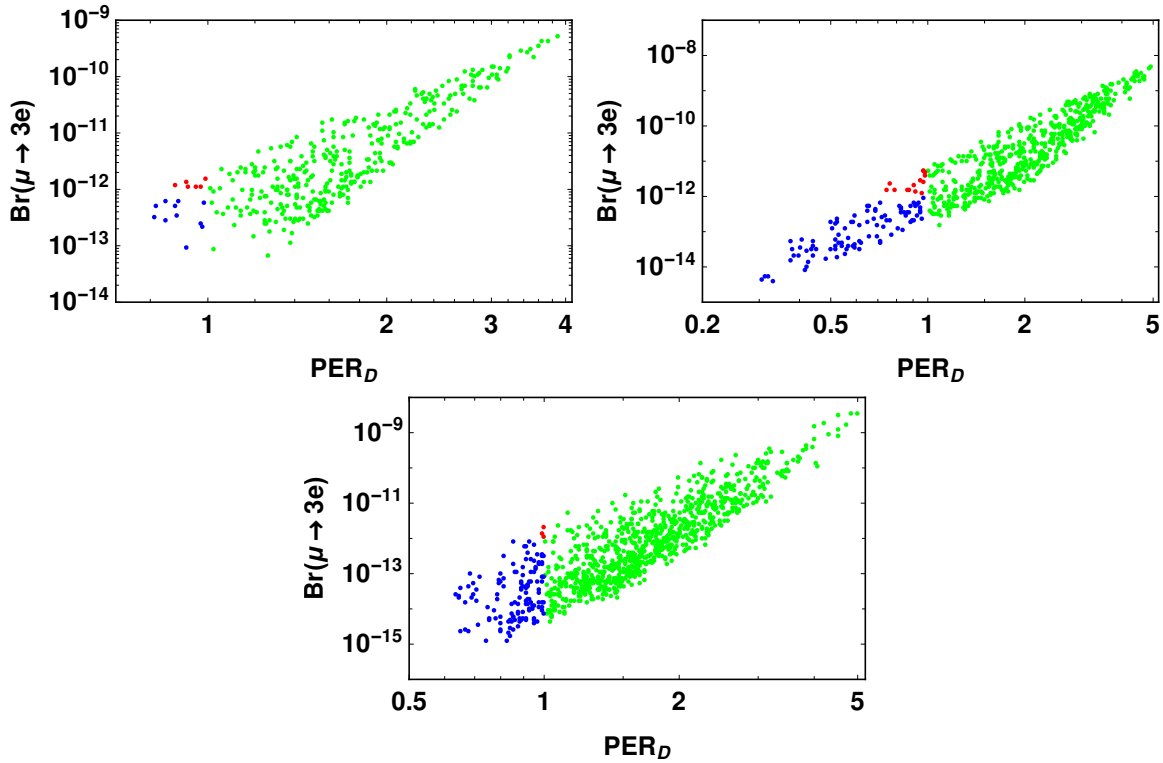 Br(μ → 3e)
10⁻⁹
10⁻¹⁰
10⁻¹¹
10⁻¹²
10⁻¹³
10⁻¹⁴
1 2 3 4
PER_D
Br(μ → 3e)
10⁻⁸
10⁻¹⁰
10⁻¹²
10⁻¹⁴
0.2 0.5 1 2 5
PER_D
Br(μ → 3e)
10⁻⁹
10⁻¹¹
10⁻¹³
10⁻¹⁵
0.5 1 2 5
PER_D